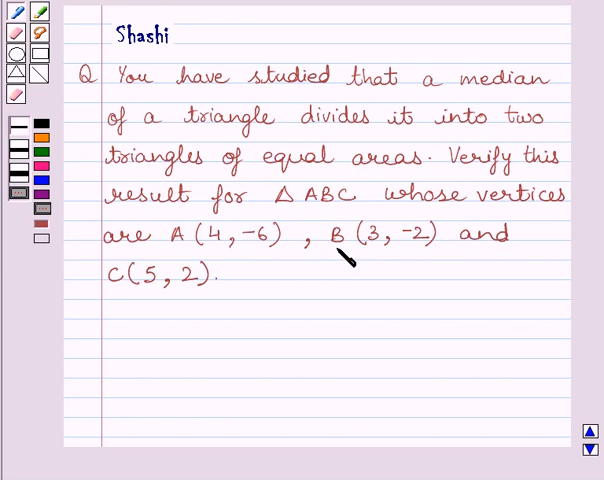 Shashi
Q You have studied that a median
of a triangle divides it into two
triangles of equal areas. Verify this
result for △ ABC whose vertices
are A (4, -6) , B (3, -2) and
C(5, 2).